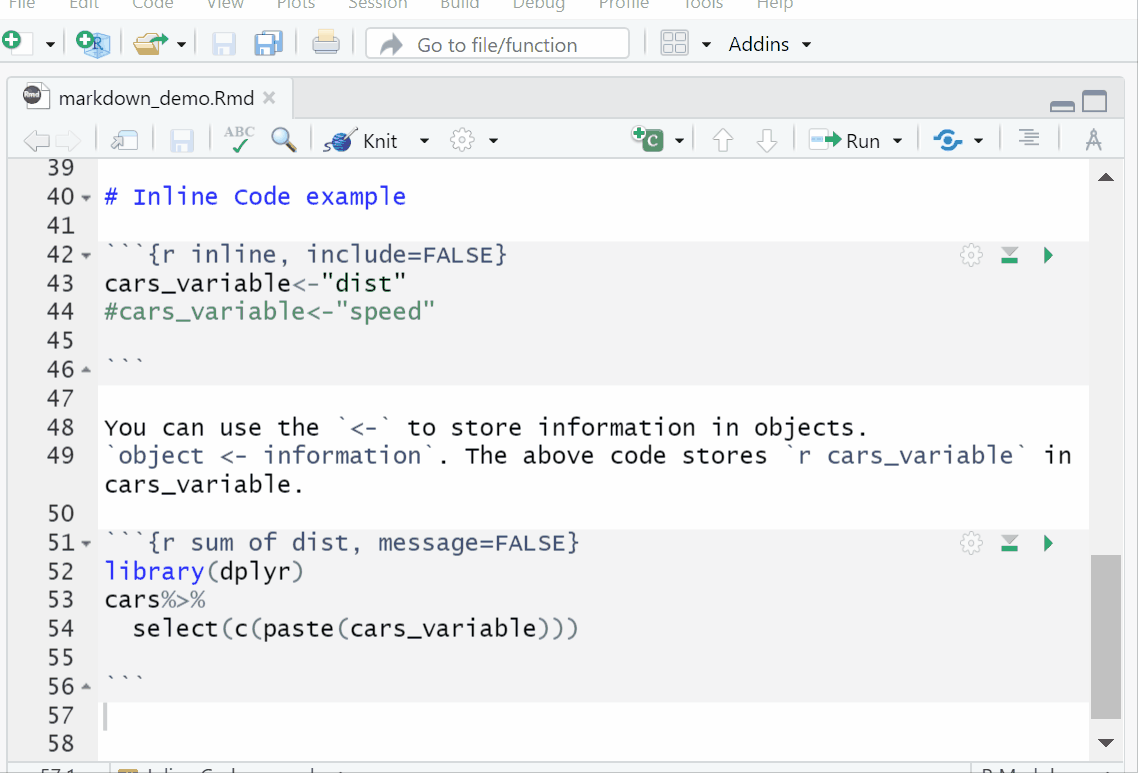 File Edit Code View Plots Session Build Debug Profile Tools Help
R Go to file/function Addins
Rmd markdown_demo.Rmd
ABC Knit C Run
39
40 # Inline Code example
41
42 ```{r inline, include=FALSE}
43 cars_variable<-"dist"
44 #cars_variable<-"speed"
45
46 ```
47
48 You can use the `<-` to store information in objects.
49 `object <- information`. The above code stores `r cars_variable` in
cars_variable.
50
51 ```{r sum of dist, message=FALSE}
52 library(dplyr)
53 cars%>%
54   select(c(paste(cars_variable)))
55
56 ```
57
58
57:1